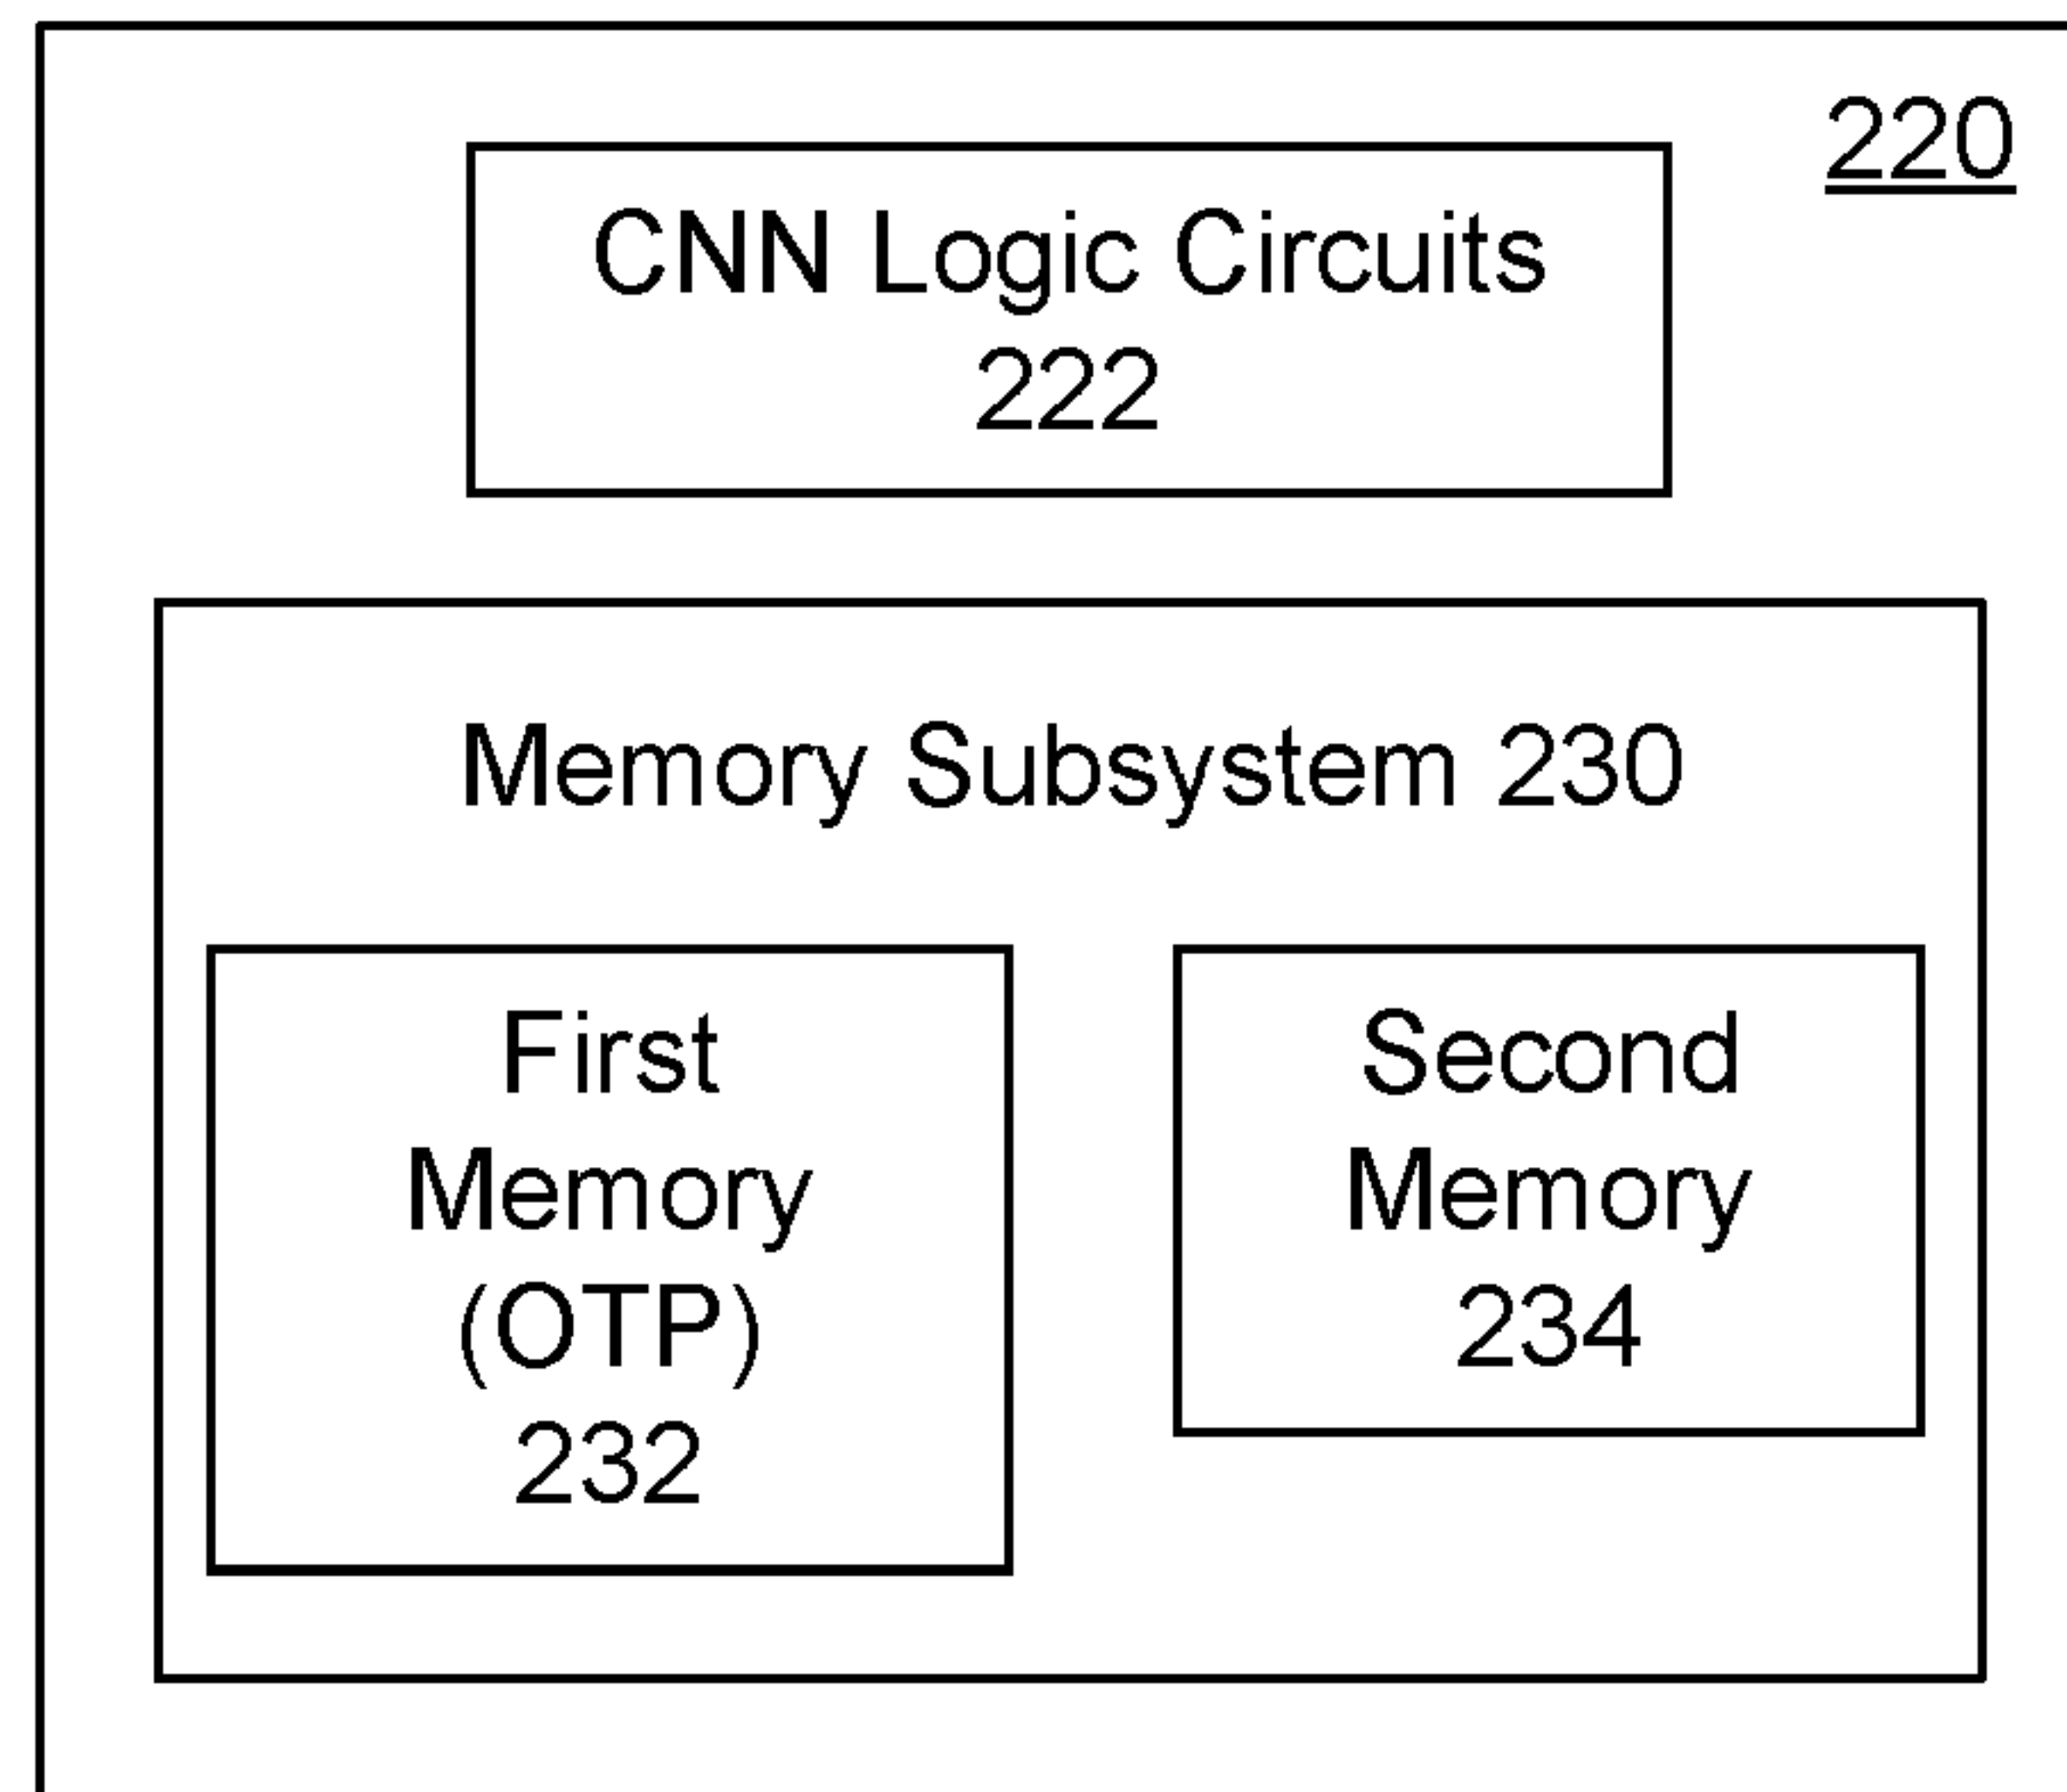 220
CNN Logic Circuits
222
Memory Subsystem 230
First
Memory
(OTP)
232
Second
Memory
234